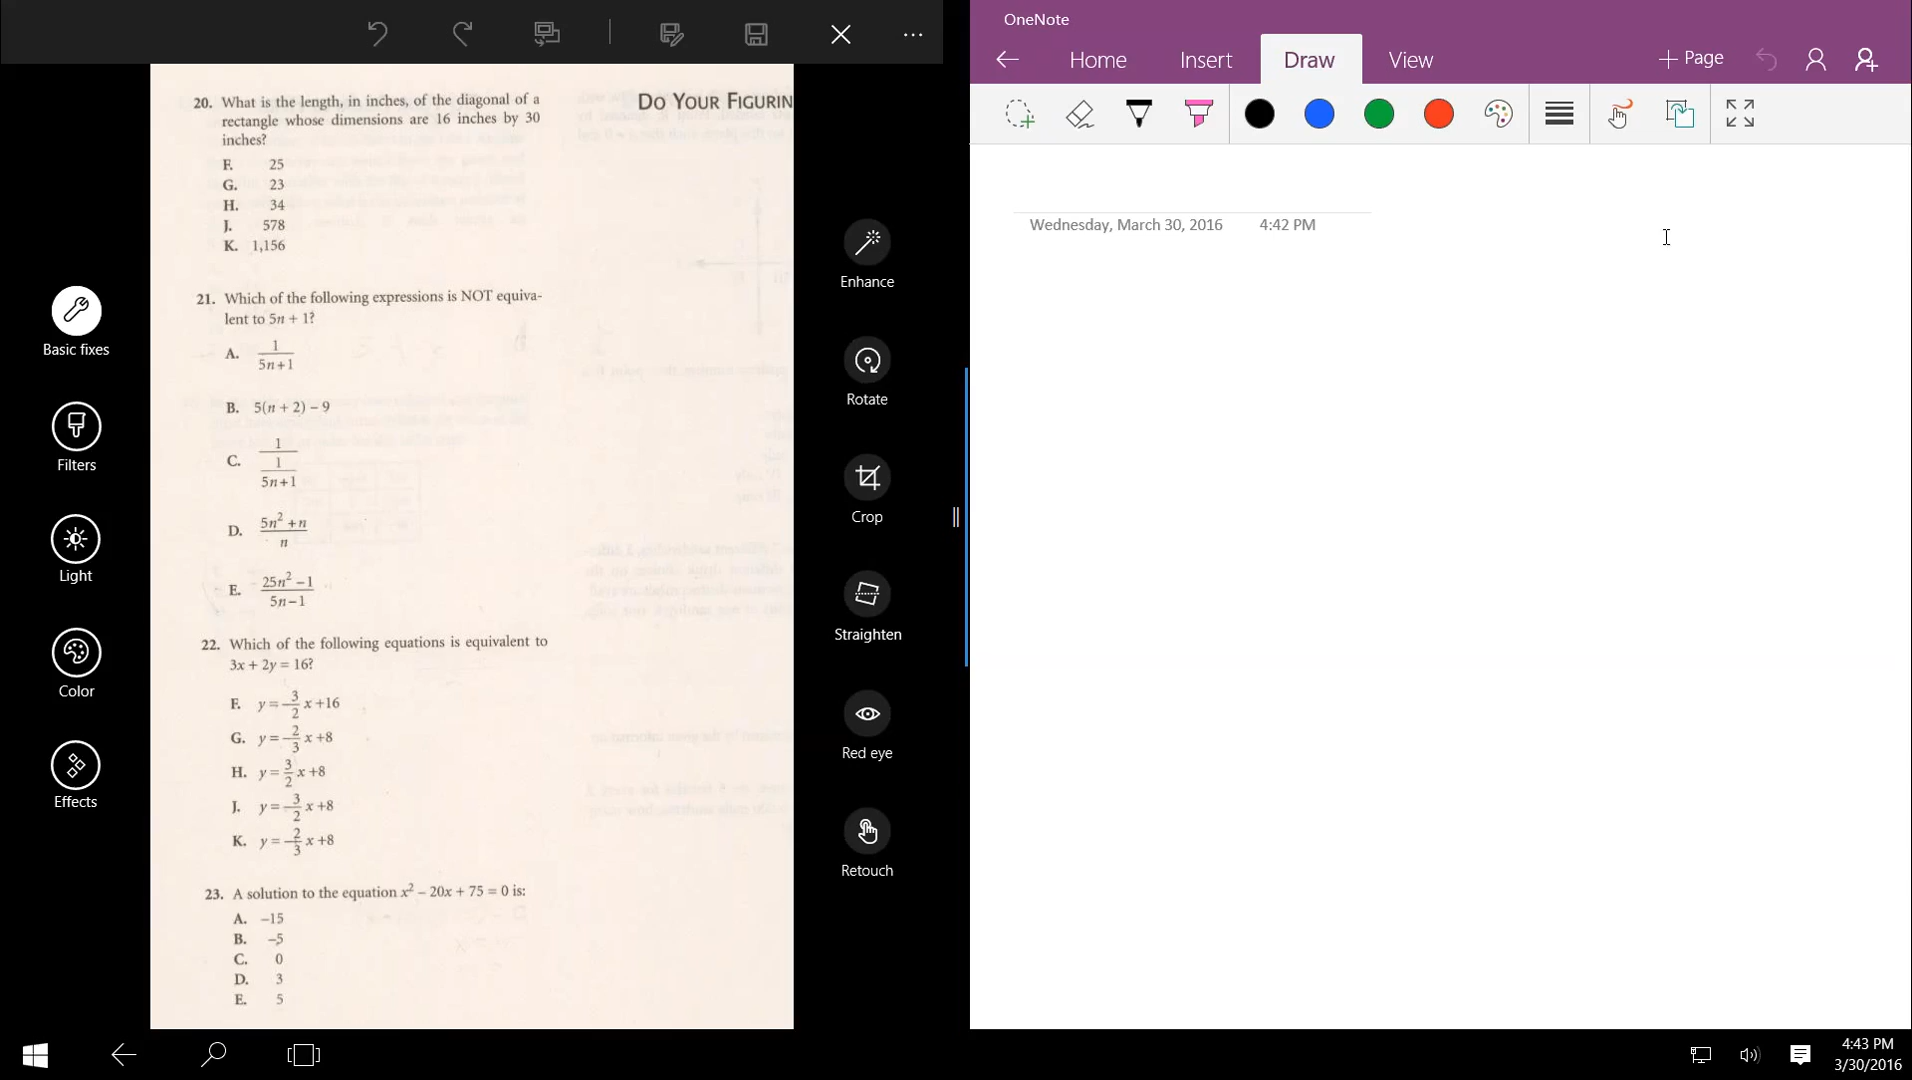 OneNote
Home Insert Draw View + Page
20. What is the length, in inches, of the diagonal of a
rectangle whose dimensions are 16 inches by 30
inches?
F. 25
G. 23
H. 34
J. 578
K. 1,156
DO YOUR FIGURIN
21. Which of the following expressions is NOT equiva-
lent to 5n + 1?
A. 1
5n+1
B. 5(n + 2) – 9
C. 1
1
5n+1
D. 5n² +n
n
E. 25n² –1
5n–1
22. Which of the following equations is equivalent to
3x + 2y = 16?
F. y=–3/2 x+16
G. y=–2/3 x+8
H. y=3/2 x+8
J. y=–3/2 x+8
K. y=–2/3 x+8
23. A solution to the equation x² – 20x + 75 = 0 is:
A. –15
B. –5
C. 0
D. 3
E. 5
Basic fixes
Filters
Light
Color
Effects
Enhance
Rotate
Crop
Straighten
Red eye
Retouch
Wednesday, March 30, 2016 4:42 PM
4:43 PM
3/30/2016